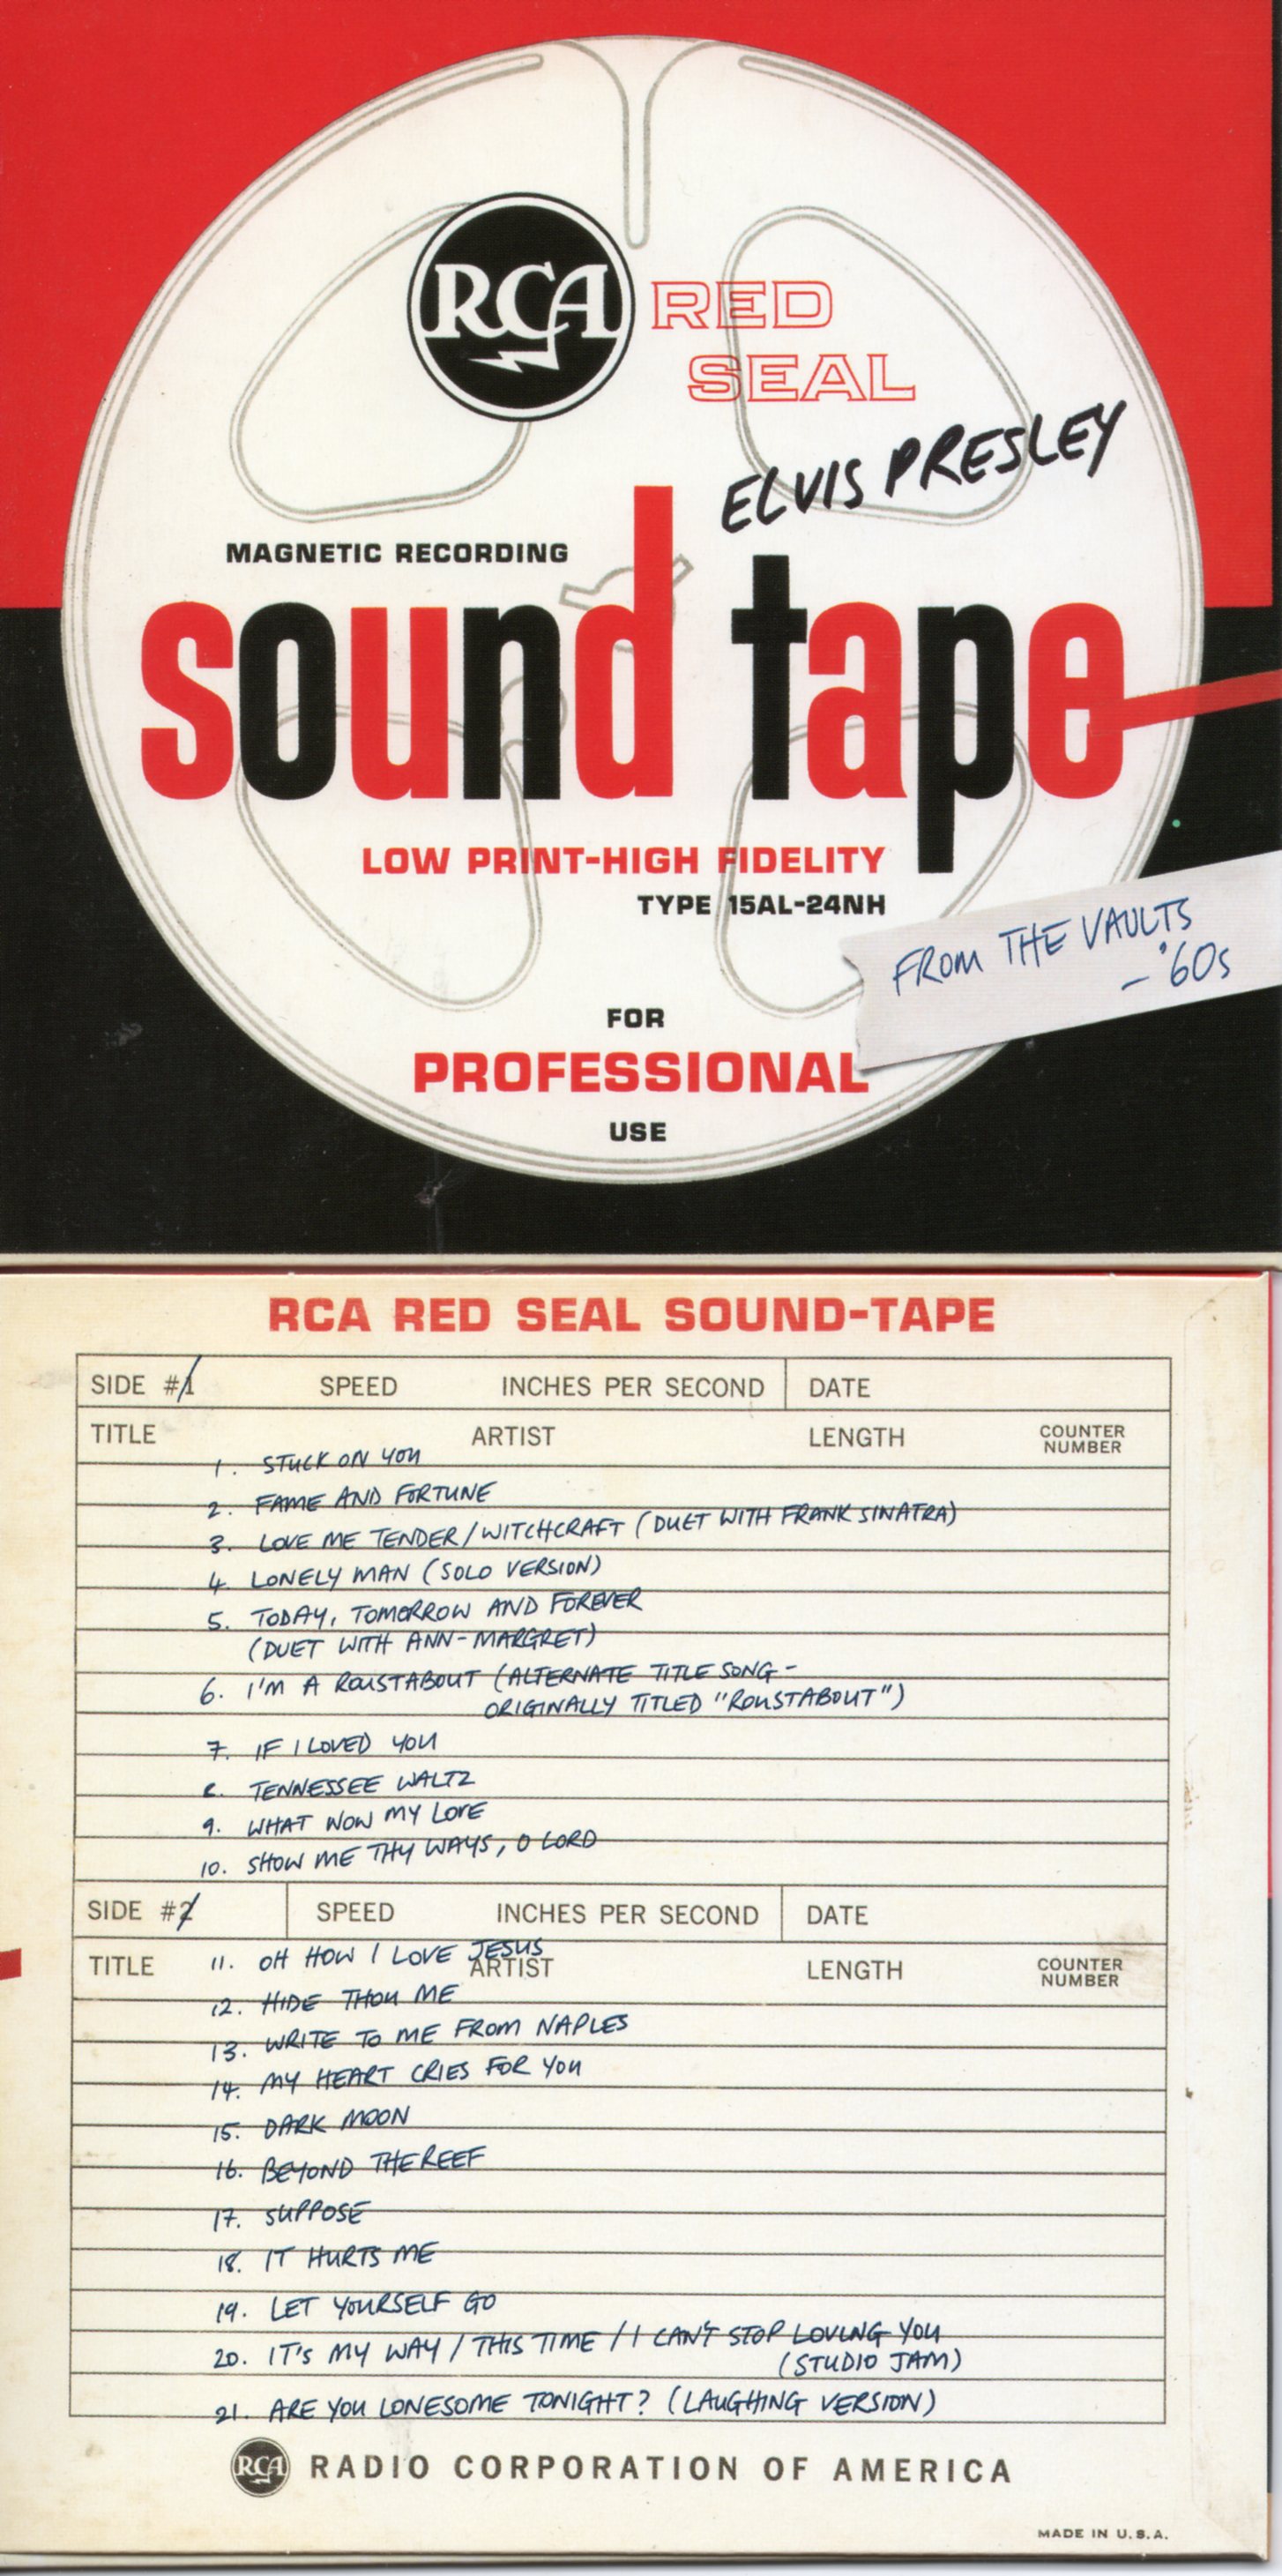 RCA
RED
SEAL
ELVIS PRESLEY
MAGNETIC RECORDING
sound tape
LOW PRINT-HIGH FIDELITY
TYPE 15AL-24NH
FROM THE VAULTS
- '60s
FOR
PROFESSIONAL
USE
RCA RED SEAL SOUND-TAPE
SIDE #1 SPEED INCHES PER SECOND DATE
TITLE ARTIST LENGTH COUNTER NUMBER
1. STUCK ON YOU
2. FAME AND FORTUNE
3. LOVE ME TENDER/WITCHCRAFT (DUET WITH FRANK SINATRA)
4 LONELY MAN (SOLO VERSION)
5. TODAY, TOMORROW AND FOREVER
(DUET WITH ANN-MARGRET)
6. I'M A ROUSTABOUT (ALTERNATE TITLE SONG -
ORIGINALLY TITLED "ROUSTABOUT")
7. IF I LOVED YOU
8. TENNESSEE WALTZ
9. WHAT NOW MY LOVE
10. SHOW ME THY WAYS, O LORD
SIDE #2 SPEED INCHES PER SECOND DATE
TITLE ARTIST LENGTH COUNTER NUMBER
11. OH HOW I LOVE JESUS
12. HIDE THOU ME
13. WRITE TO ME FROM NAPLES
14. MY HEART CRIES FOR YOU
15. DARK MOON
16. BEYOND THE REEF
17. SUPPOSE
18. IT HURTS ME
19. LET YOURSELF GO
20. IT'S MY WAY / THIS TIME / I CAN'T STOP LOVING YOU
(STUDIO JAM)
21. ARE YOU LONESOME TONIGHT? (LAUGHING VERSION)
RCA RADIO CORPORATION OF AMERICA
MADE IN U.S.A.